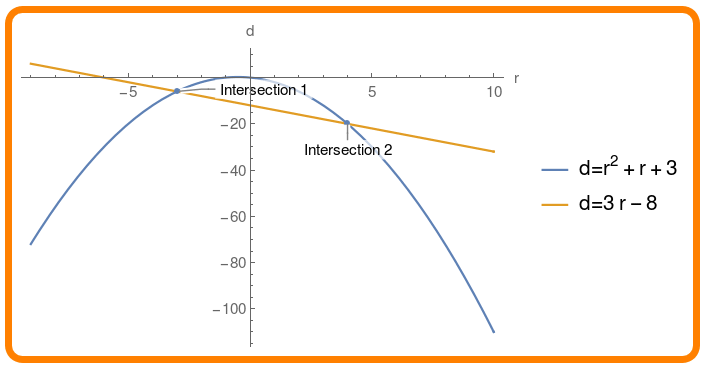 d
r
−5
5
10
Intersection 1
−20
Intersection 2
−40
−60
−80
−100
d=r² + r + 3
d=3 r − 8